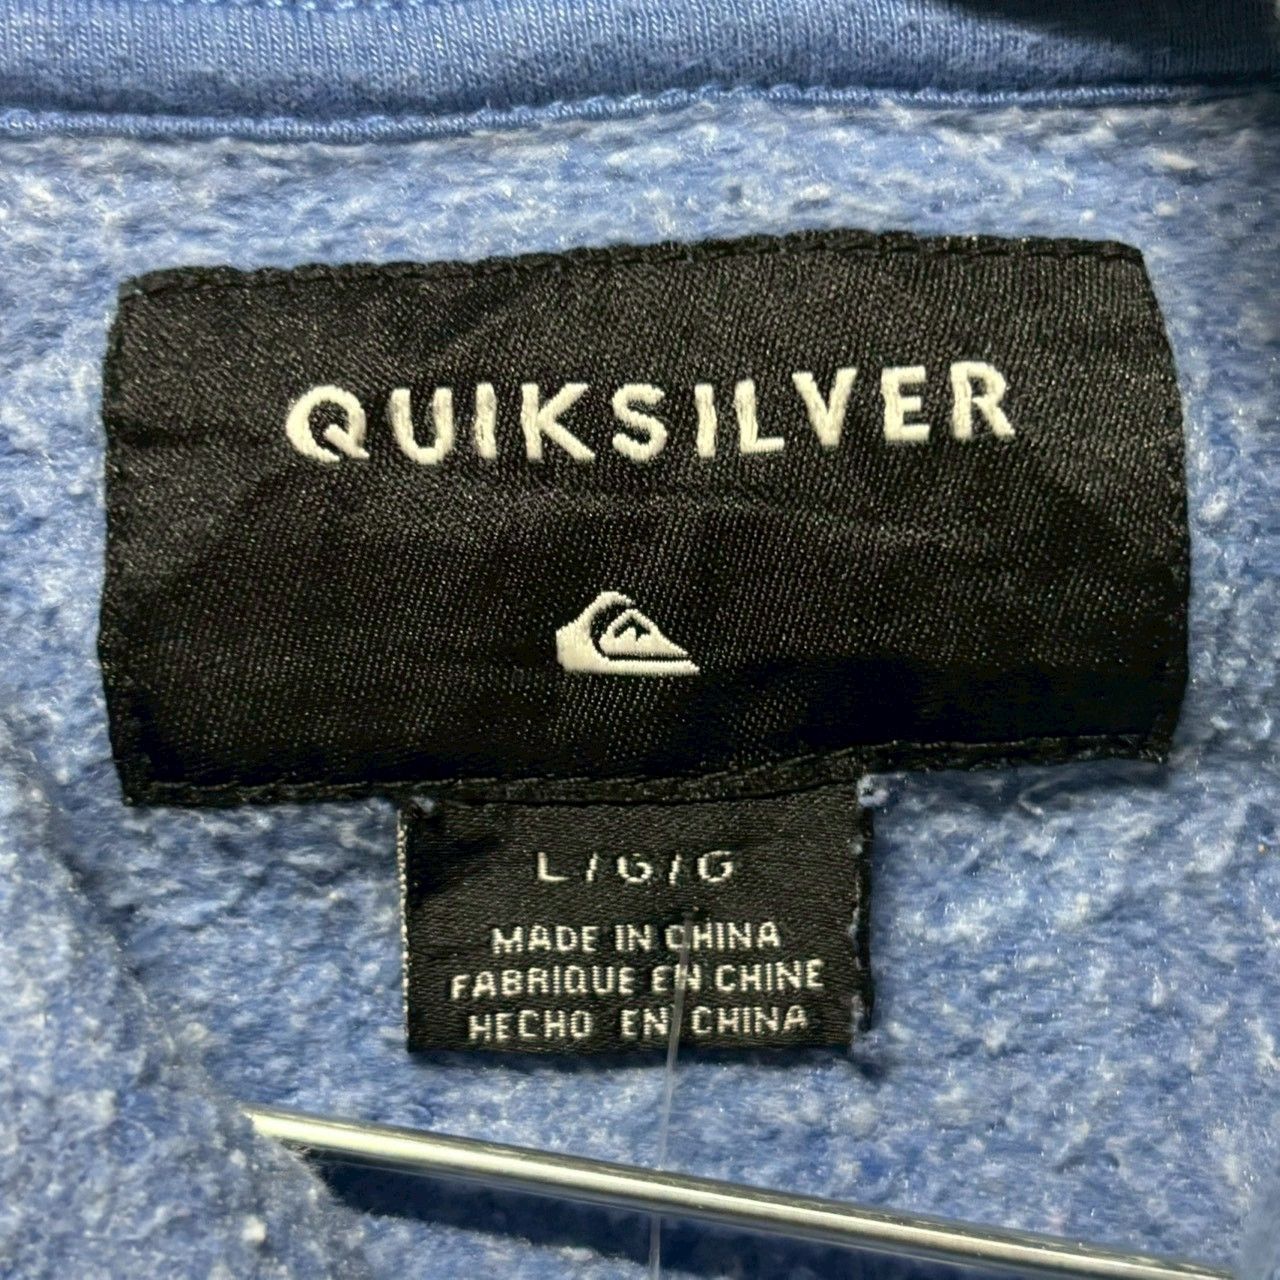 QUIKSILVER
L/G/G
MADE IN CHINA
FABRIQUE EN CHINE
HECHO EN CHINA